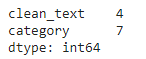 clean_text    4
category      7
dtype: int64